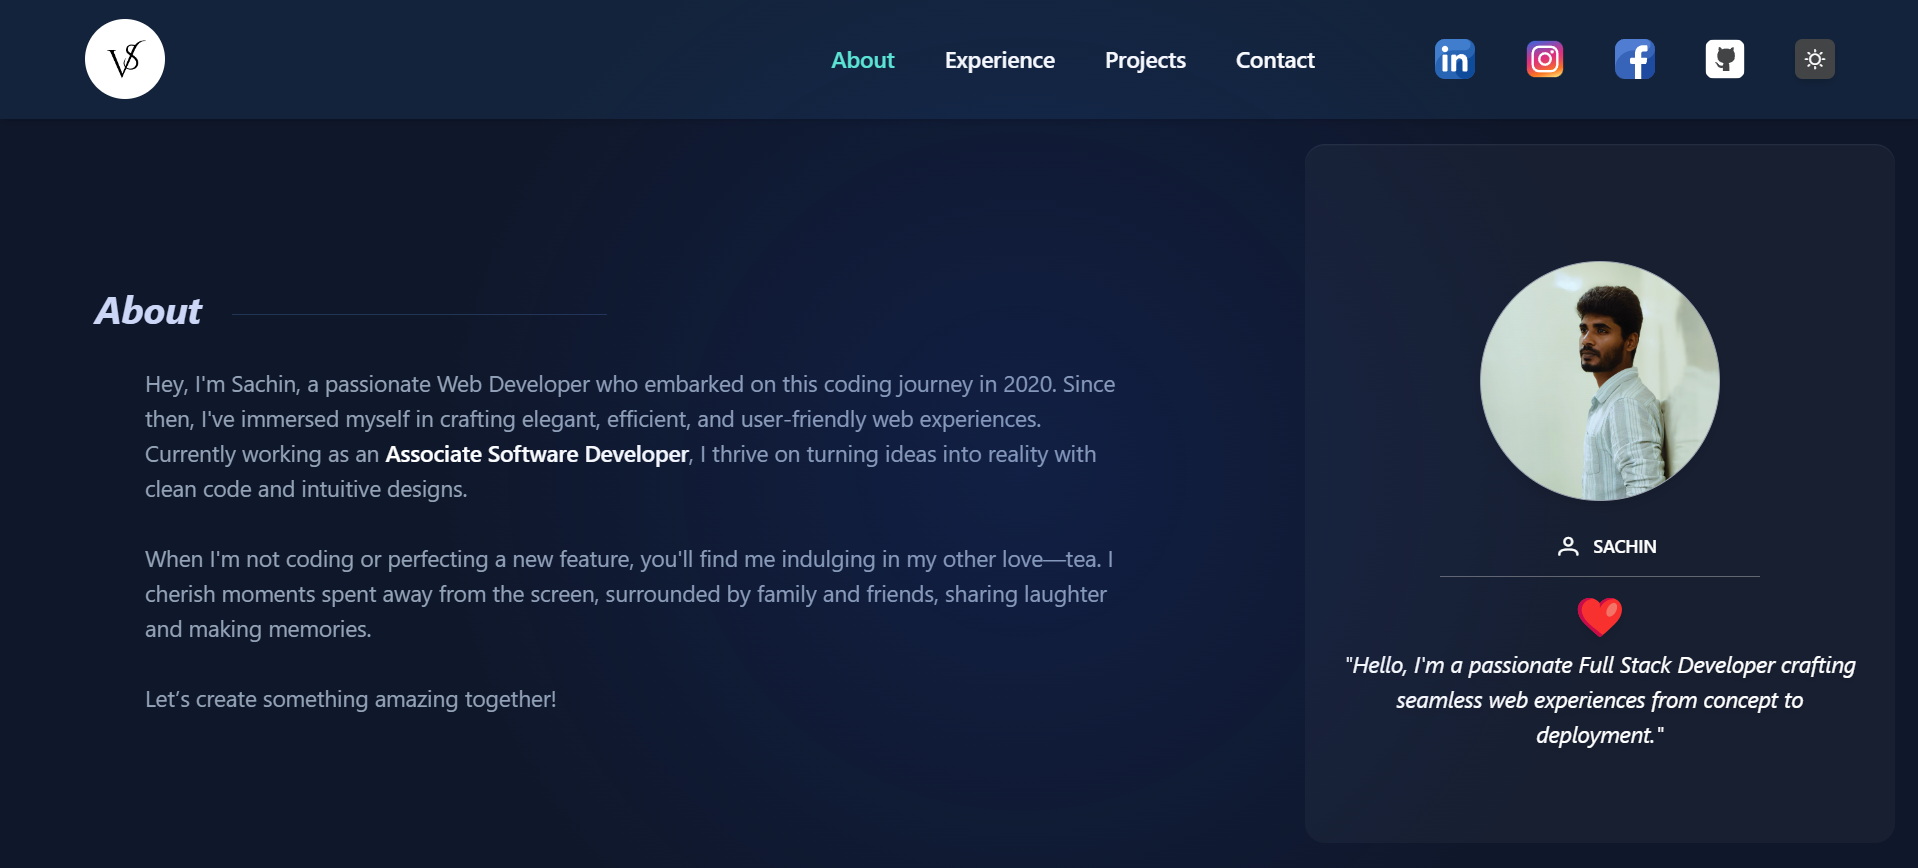 VS
About
Experience
Projects
Contact
in
f
About
Hey, I'm Sachin, a passionate Web Developer who embarked on this coding journey in 2020. Since
then, I've immersed myself in crafting elegant, efficient, and user-friendly web experiences.
Currently working as an Associate Software Developer, I thrive on turning ideas into reality with
clean code and intuitive designs.
When I'm not coding or perfecting a new feature, you'll find me indulging in my other love—tea. I
cherish moments spent away from the screen, surrounded by family and friends, sharing laughter
and making memories.
Let’s create something amazing together!
SACHIN
"Hello, I'm a passionate Full Stack Developer crafting
seamless web experiences from concept to
deployment."